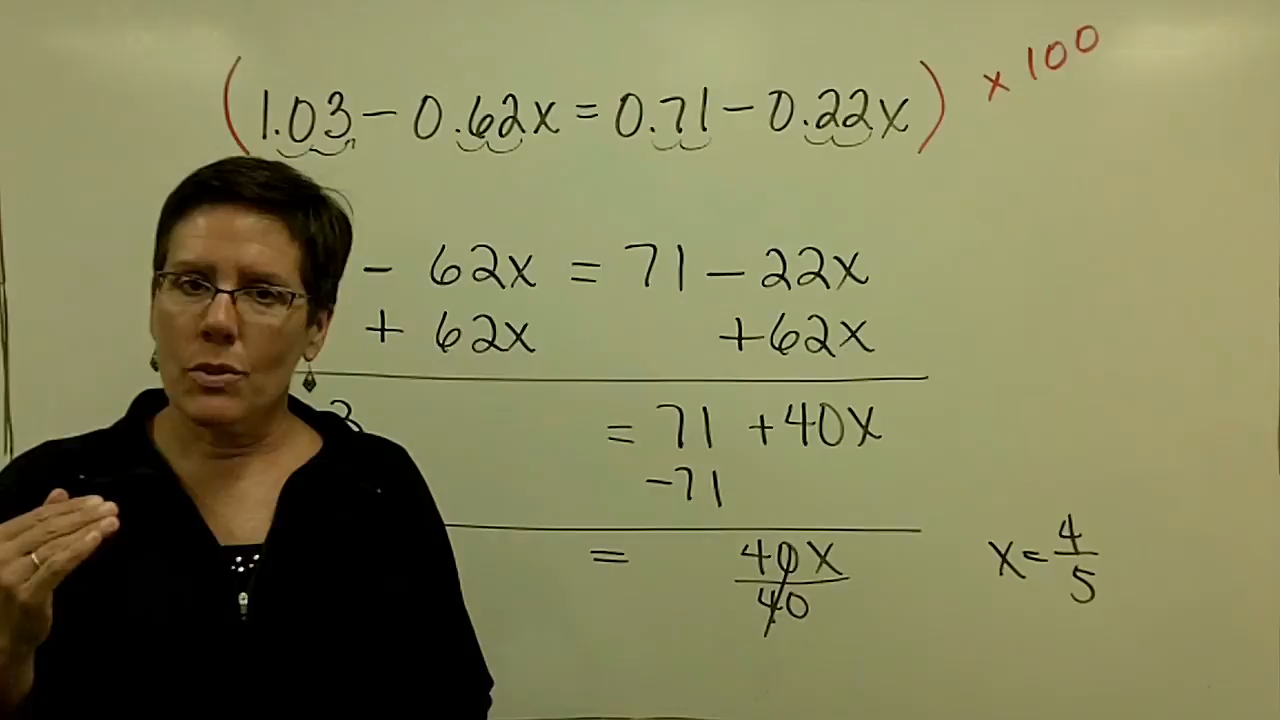 (1.03 - 0.62x = 0.71 - 0.22x) x 100
- 62x = 71 - 22x
+ 62x +62x
3 = 71 +40x
-71
= 40x/40 x = 4/5